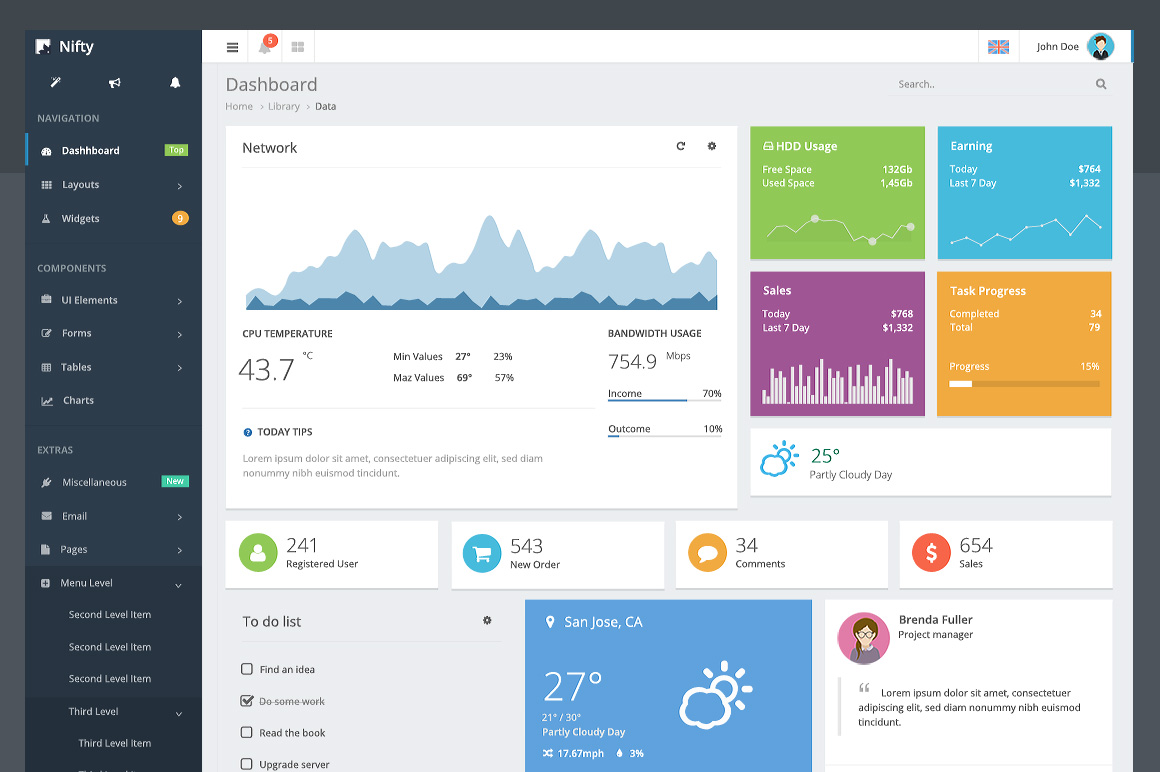 Nifty
5
John Doe
NAVIGATION
Dashhboard Top
Layouts
Widgets 9
COMPONENTS
UI Elements
Forms
Tables
Charts
EXTRAS
Miscellaneous New
Email
Pages
Menu Level
Second Level Item
Second Level Item
Second Level Item
Third Level
Third Level Item
Dashboard
Search..
Home > Library > Data
Network
CPU TEMPERATURE
43.7 °C
Min Values 27° 23%
Maz Values 69° 57%
BANDWIDTH USAGE
754.9 Mbps
Income 70%
Outcome 10%
? TODAY TIPS
Lorem ipsum dolor sit amet, consectetuer adipiscing elit, sed diam
nonummy nibh euismod tincidunt.
HDD Usage
Free Space 132Gb
Used Space 1,45Gb
Earning
Today $764
Last 7 Day $1,332
Sales
Today $768
Last 7 Day $1,332
Task Progress
Completed 34
Total 79
Progress 15%
25°
Partly Cloudy Day
241
Registered User
543
New Order
34
Comments
$
654
Sales
To do list
Find an idea
Do some work
Read the book
Upgrade server
San Jose, CA
27°
21° / 30°
Partly Cloudy Day
17.67mph 3%
Brenda Fuller
Project manager
“ Lorem ipsum dolor sit amet, consectetuer
adipiscing elit, sed diam nonummy nibh euismod
tincidunt.